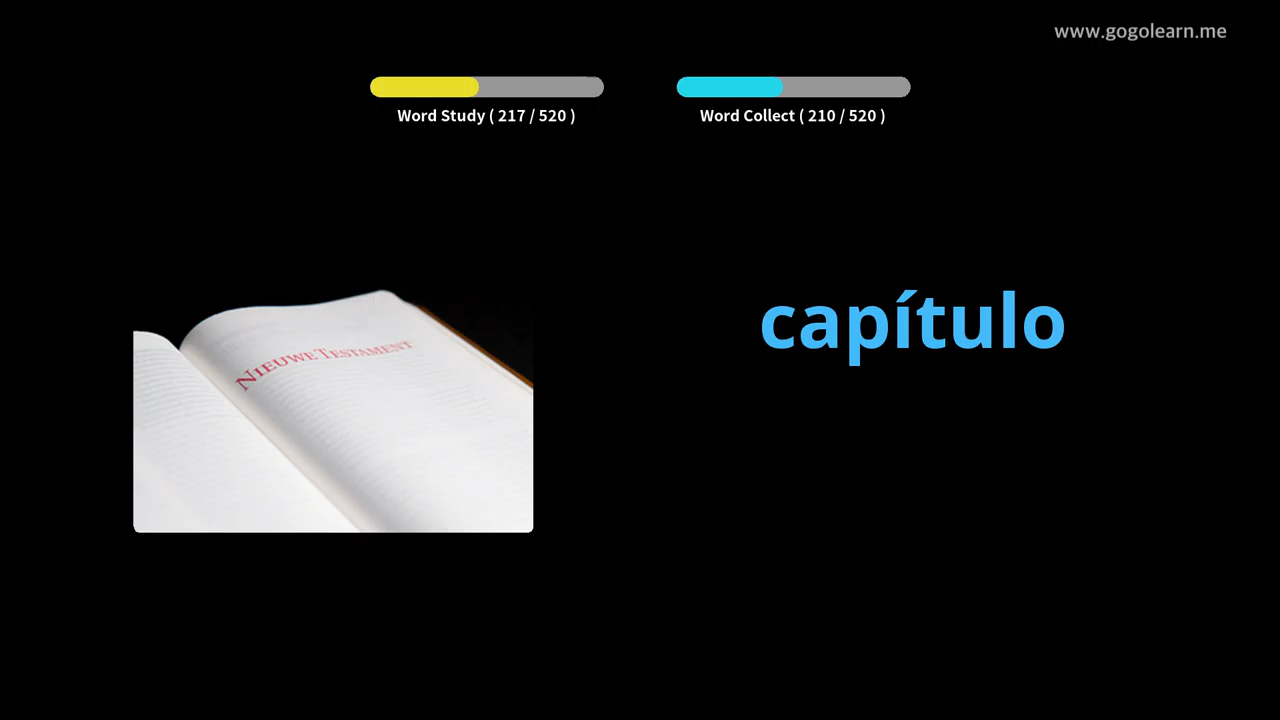 www.gogolearn.me
Word Study ( 217 / 520 )
Word Collect ( 210 / 520 )
capítulo
NIEUWE TESTAMENT